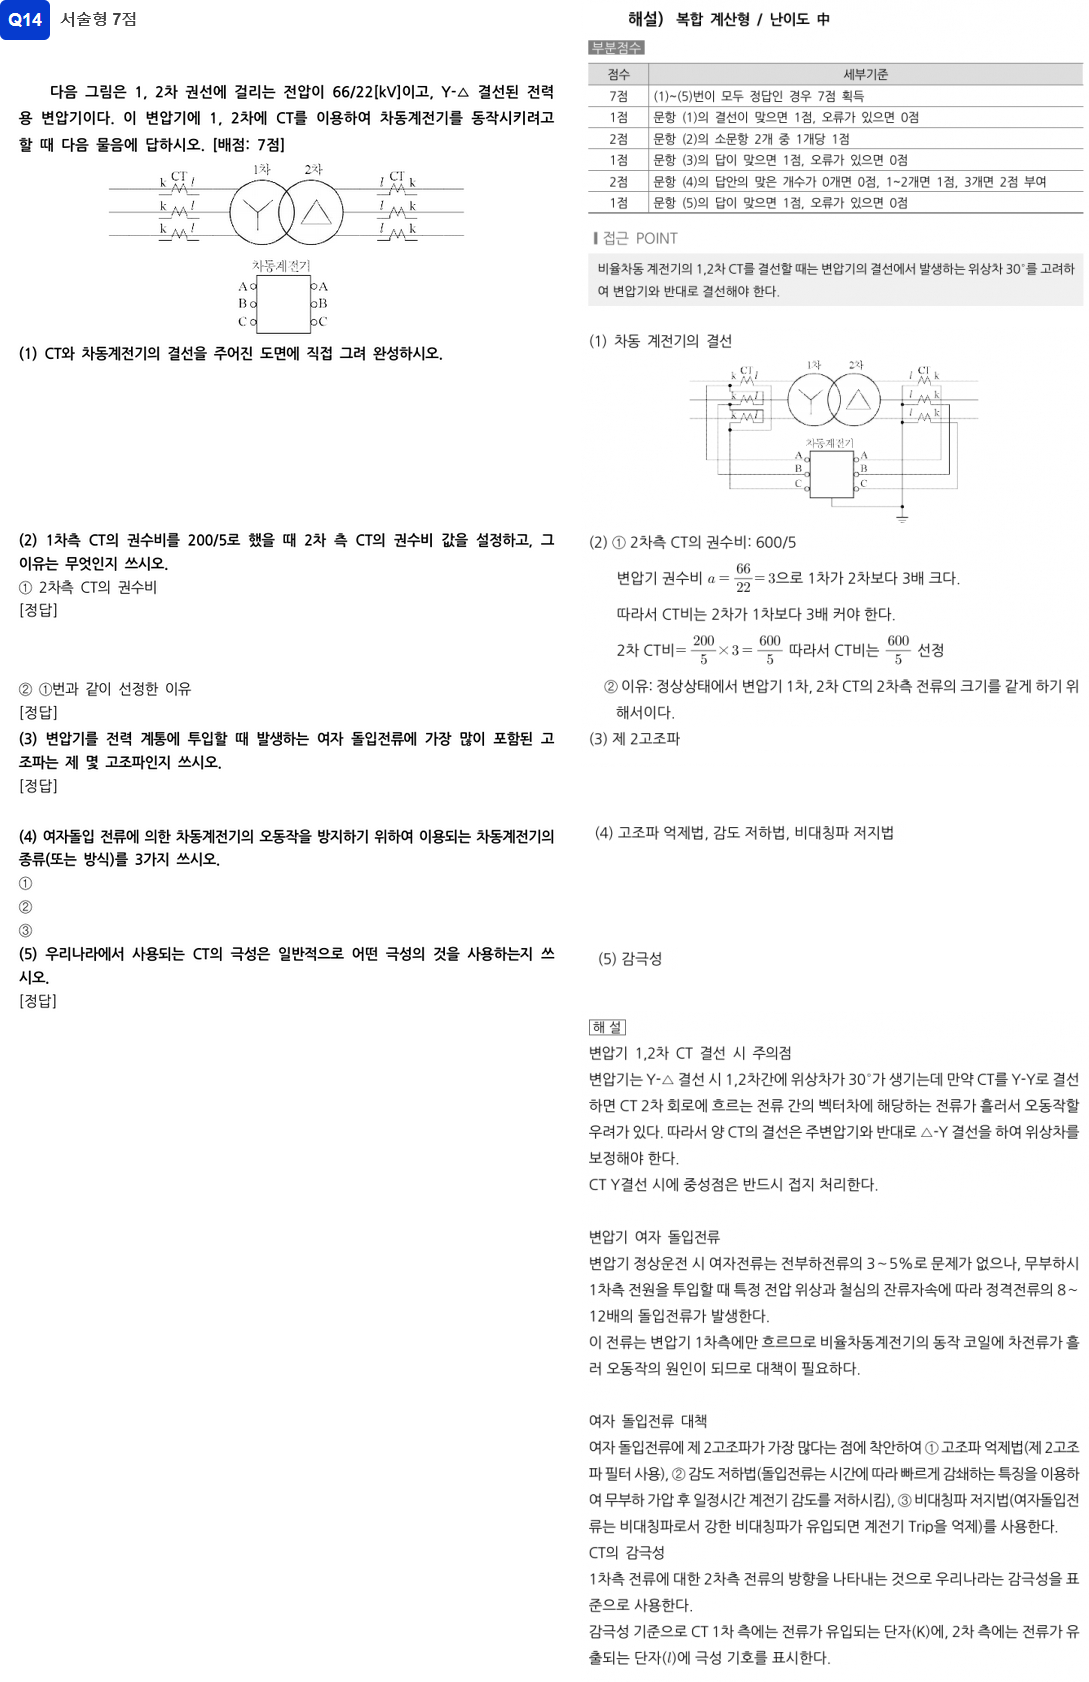 Q14 서술형 7점
다음 그림은 1, 2차 권선에 걸리는 전압이 66/22[kV]이고, Y-△ 결선된 전력
용 변압기이다. 이 변압기에 1, 2차에 CT를 이용하여 차동계전기를 동작시키려고
할 때 다음 물음에 답하시오. [배점: 7점]
1차 2차
CT CT
k l l k
k l l k
k l l k
차동계전기
A A
B B
C C
(1) CT와 차동계전기의 결선을 주어진 도면에 직접 그려 완성하시오.
(2) 1차측 CT의 권수비를 200/5로 했을 때 2차 측 CT의 권수비 값을 설정하고, 그
이유는 무엇인지 쓰시오.
① 2차측 CT의 권수비
[정답]
② ①번과 같이 선정한 이유
[정답]
(3) 변압기를 전력 계통에 투입할 때 발생하는 여자 돌입전류에 가장 많이 포함된 고
조파는 제 몇 고조파인지 쓰시오.
[정답]
(4) 여자돌입 전류에 의한 차동계전기의 오동작을 방지하기 위하여 이용되는 차동계전기의
종류(또는 방식)를 3가지 쓰시오.
①
②
③
(5) 우리나라에서 사용되는 CT의 극성은 일반적으로 어떤 극성의 것을 사용하는지 쓰
시오.
[정답]
해설) 복합 계산형 / 난이도 中
부분점수
점수 세부기준
7점 (1)~(5)번이 모두 정답인 경우 7점 획득
1점 문항 (1)의 결선이 맞으면 1점, 오류가 있으면 0점
2점 문항 (2)의 소문항 2개 중 1개당 1점
1점 문항 (3)의 답이 맞으면 1점, 오류가 있으면 0점
2점 문항 (4)의 답안의 맞은 개수가 0개면 0점, 1~2개면 1점, 3개면 2점 부여
1점 문항 (5)의 답이 맞으면 1점, 오류가 있으면 0점
접근 POINT
비율차동 계전기의 1,2차 CT를 결선할 때는 변압기의 결선에서 발생하는 위상차 30°를 고려하
여 변압기와 반대로 결선해야 한다.
(1) 차동 계전기의 결선
1차 2차
CT CT
k l l k
k l l k
k l l k
차동계전기
A A
B B
C C
(2) ① 2차측 CT의 권수비: 600/5
변압기 권수비 a = 66/22 = 3으로 1차가 2차보다 3배 크다.
따라서 CT비는 2차가 1차보다 3배 커야 한다.
2차 CT비= 200/5 × 3 = 600/5 따라서 CT비는 600/5 선정
② 이유: 정상상태에서 변압기 1차, 2차 CT의 2차측 전류의 크기를 같게 하기 위
해서이다.
(3) 제 2고조파
(4) 고조파 억제법, 감도 저하법, 비대칭파 저지법
(5) 감극성
해 설
변압기 1,2차 CT 결선 시 주의점
변압기는 Y-△ 결선 시 1,2차간에 위상차가 30°가 생기는데 만약 CT를 Y-Y로 결선
하면 CT 2차 회로에 흐르는 전류 간의 벡터차에 해당하는 전류가 흘러서 오동작할
우려가 있다. 따라서 양 CT의 결선은 주변압기와 반대로 △-Y 결선을 하여 위상차를
보정해야 한다.
CT Y결선 시에 중성점은 반드시 접지 처리한다.
변압기 여자 돌입전류
변압기 정상운전 시 여자전류는 전부하전류의 3~5%로 문제가 없으나, 무부하시
1차측 전원을 투입할 때 특정 전압 위상과 철심의 잔류자속에 따라 정격전류의 8~
12배의 돌입전류가 발생한다.
이 전류는 변압기 1차측에만 흐르므로 비율차동계전기의 동작 코일에 차전류가 흘
러 오동작의 원인이 되므로 대책이 필요하다.
여자 돌입전류 대책
여자 돌입전류에 제 2고조파가 가장 많다는 점에 착안하여 ① 고조파 억제법(제 2고조
파 필터 사용), ② 감도 저하법(돌입전류는 시간에 따라 빠르게 감쇄하는 특징을 이용하
여 무부하 가압 후 일정시간 계전기 감도를 저하시킴), ③ 비대칭파 저지법(여자돌입전
류는 비대칭파로서 강한 비대칭파가 유입되면 계전기 Trip을 억제)를 사용한다.
CT의 감극성
1차측 전류에 대한 2차측 전류의 방향을 나타내는 것으로 우리나라는 감극성을 표
준으로 사용한다.
감극성 기준으로 CT 1차 측에는 전류가 유입되는 단자(K)에, 2차 측에는 전류가 유
출되는 단자(l)에 극성 기호를 표시한다.